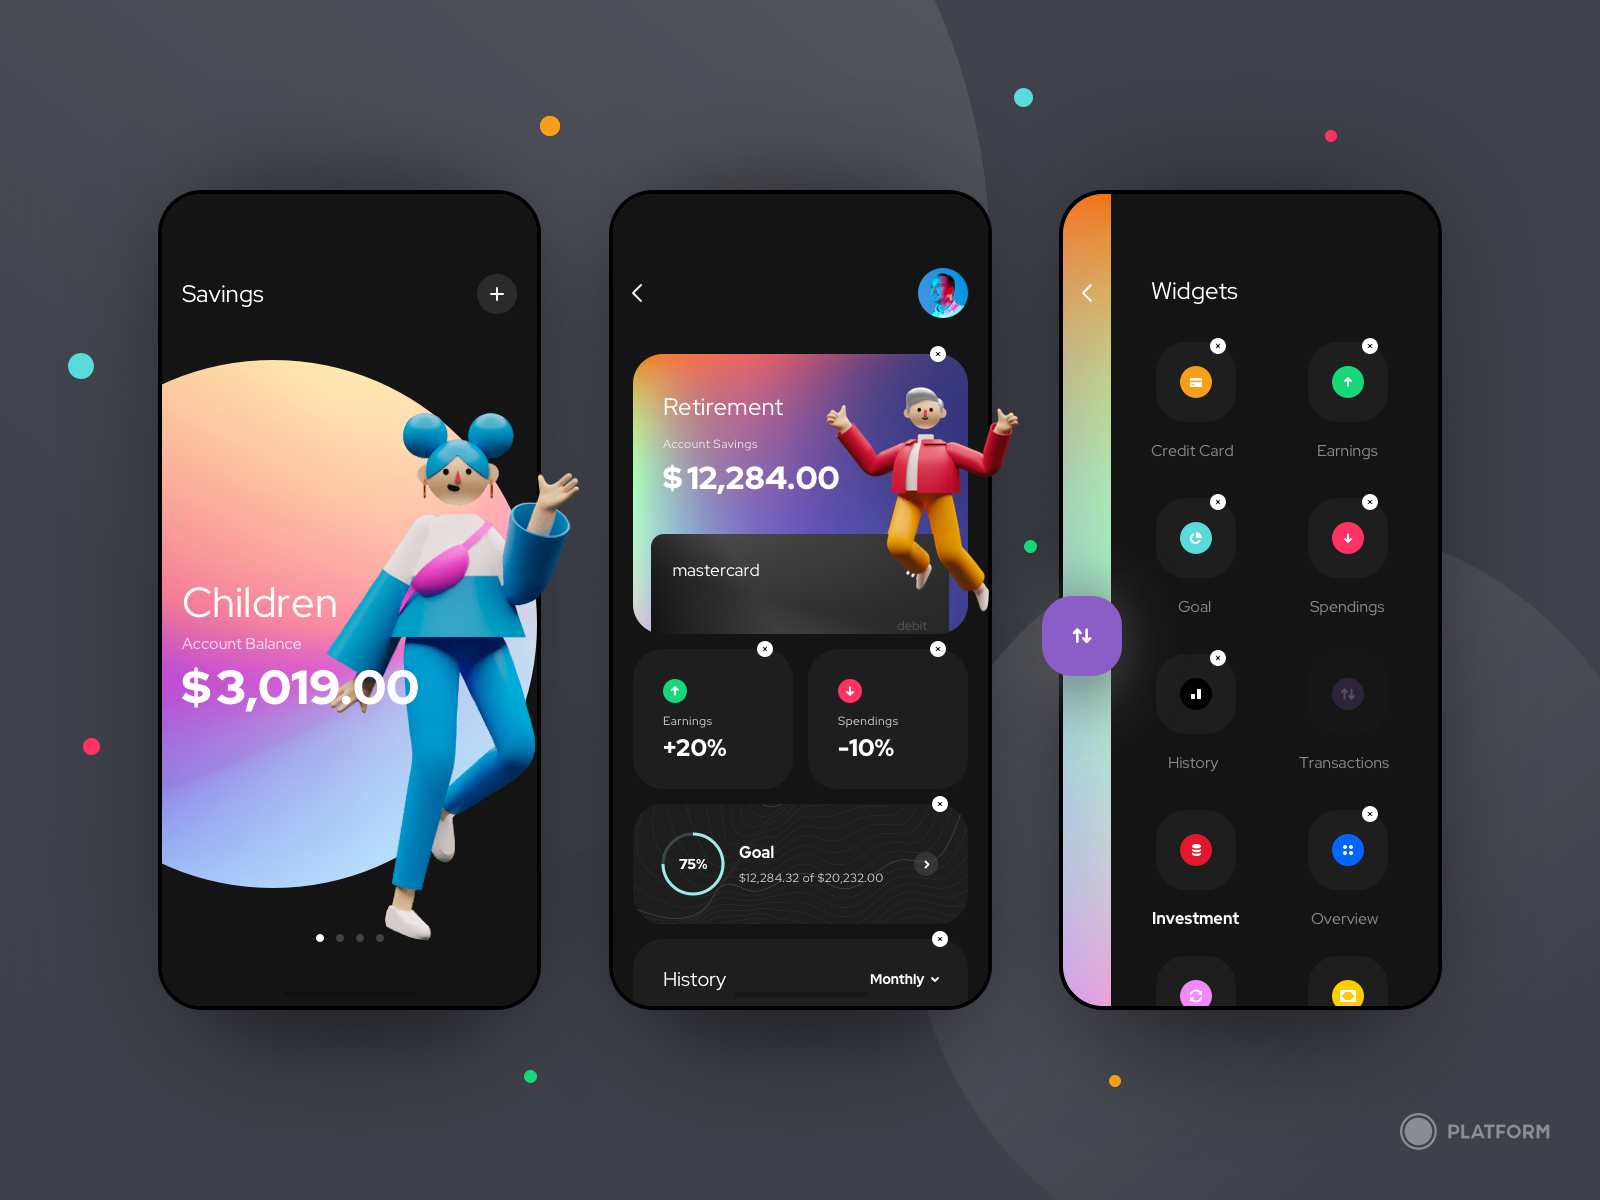 Savings
Children
Account Balance
$3,019.00
Retirement
Account Savings
$12,284.00
mastercard
debit
Earnings
+20%
Spendings
-10%
75%
Goal
$12,284.32 of $20,232.00
History
Monthly
Widgets
Credit Card
Earnings
Goal
Spendings
History
Transactions
Investment
Overview
PLATFORM